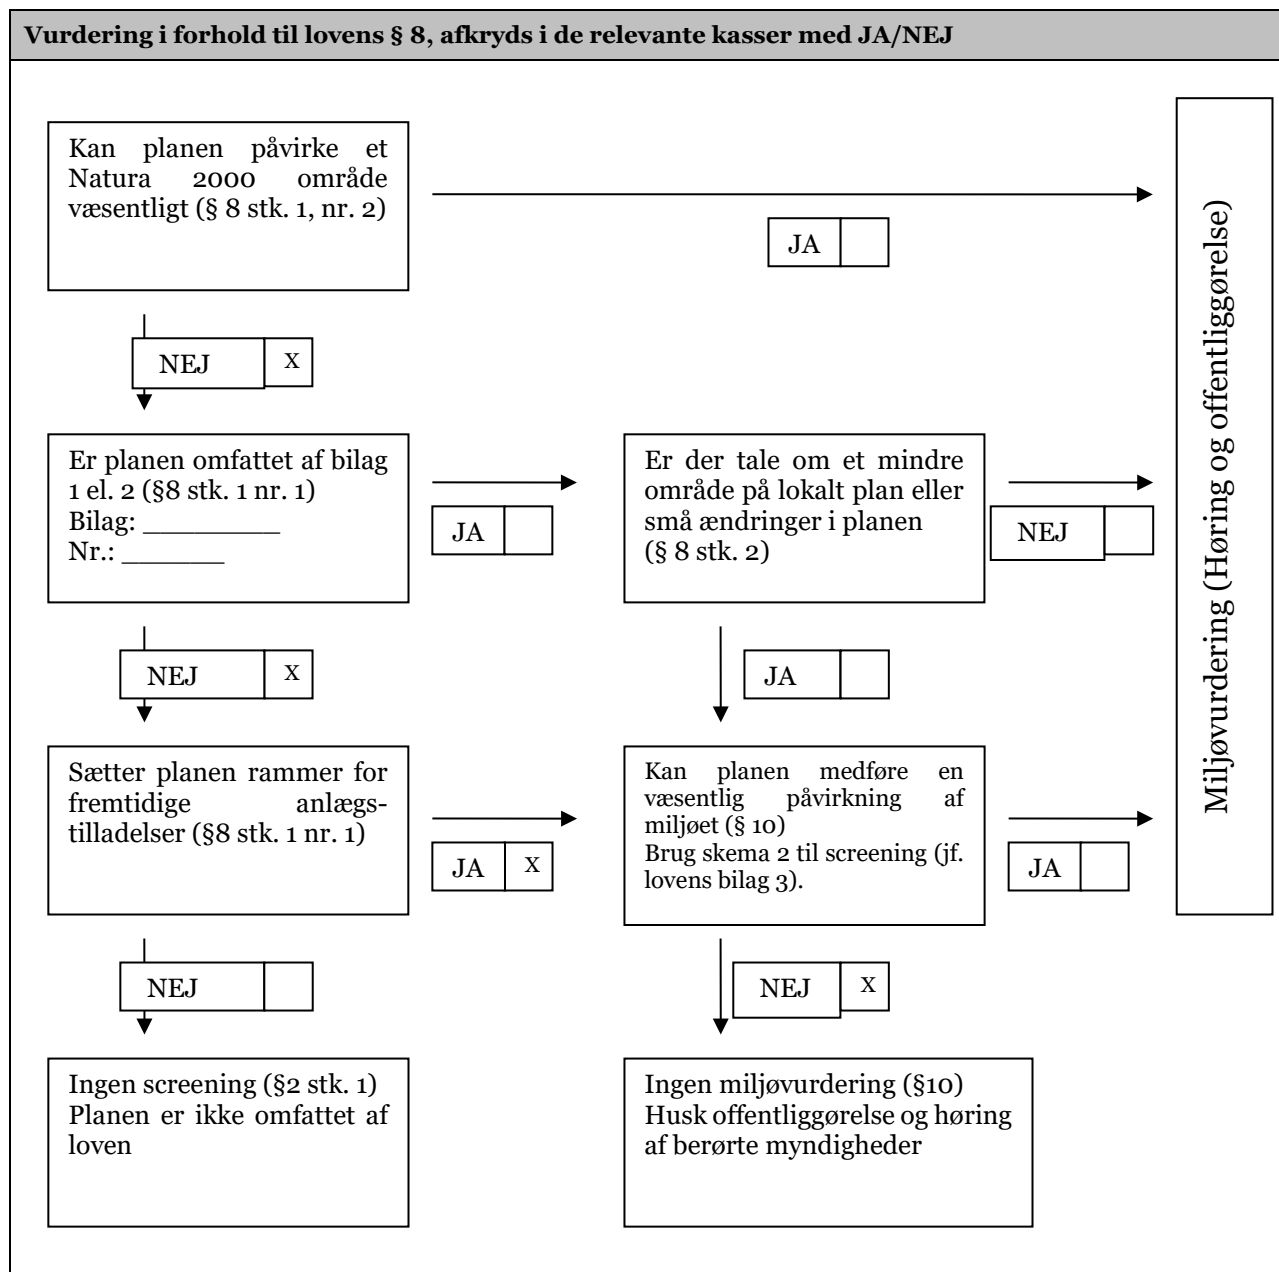 Vurdering i forhold til lovens § 8, afkryds i de relevante kasser med JA/NEJ
Kan planen påvirke et
Natura 2000 område
væsentligt (§ 8 stk. 1, nr. 2)
JA
NEJ X
Er planen omfattet af bilag
1 el. 2 (§8 stk. 1 nr. 1)
Bilag: ________
Nr.: ______
JA
Er der tale om et mindre
område på lokalt plan eller
små ændringer i planen
(§ 8 stk. 2)
NEJ
NEJ X
JA
Sætter planen rammer for
fremtidige anlægs-
tilladelser (§8 stk. 1 nr. 1)
JA X
Kan planen medføre en
væsentlig påvirkning af
miljøet (§ 10)
Brug skema 2 til screening (jf.
lovens bilag 3).
JA
NEJ
NEJ X
Ingen screening (§2 stk. 1)
Planen er ikke omfattet af
loven
Ingen miljøvurdering (§10)
Husk offentliggørelse og høring
af berørte myndigheder
Miljøvurdering (Høring og offentliggørelse)